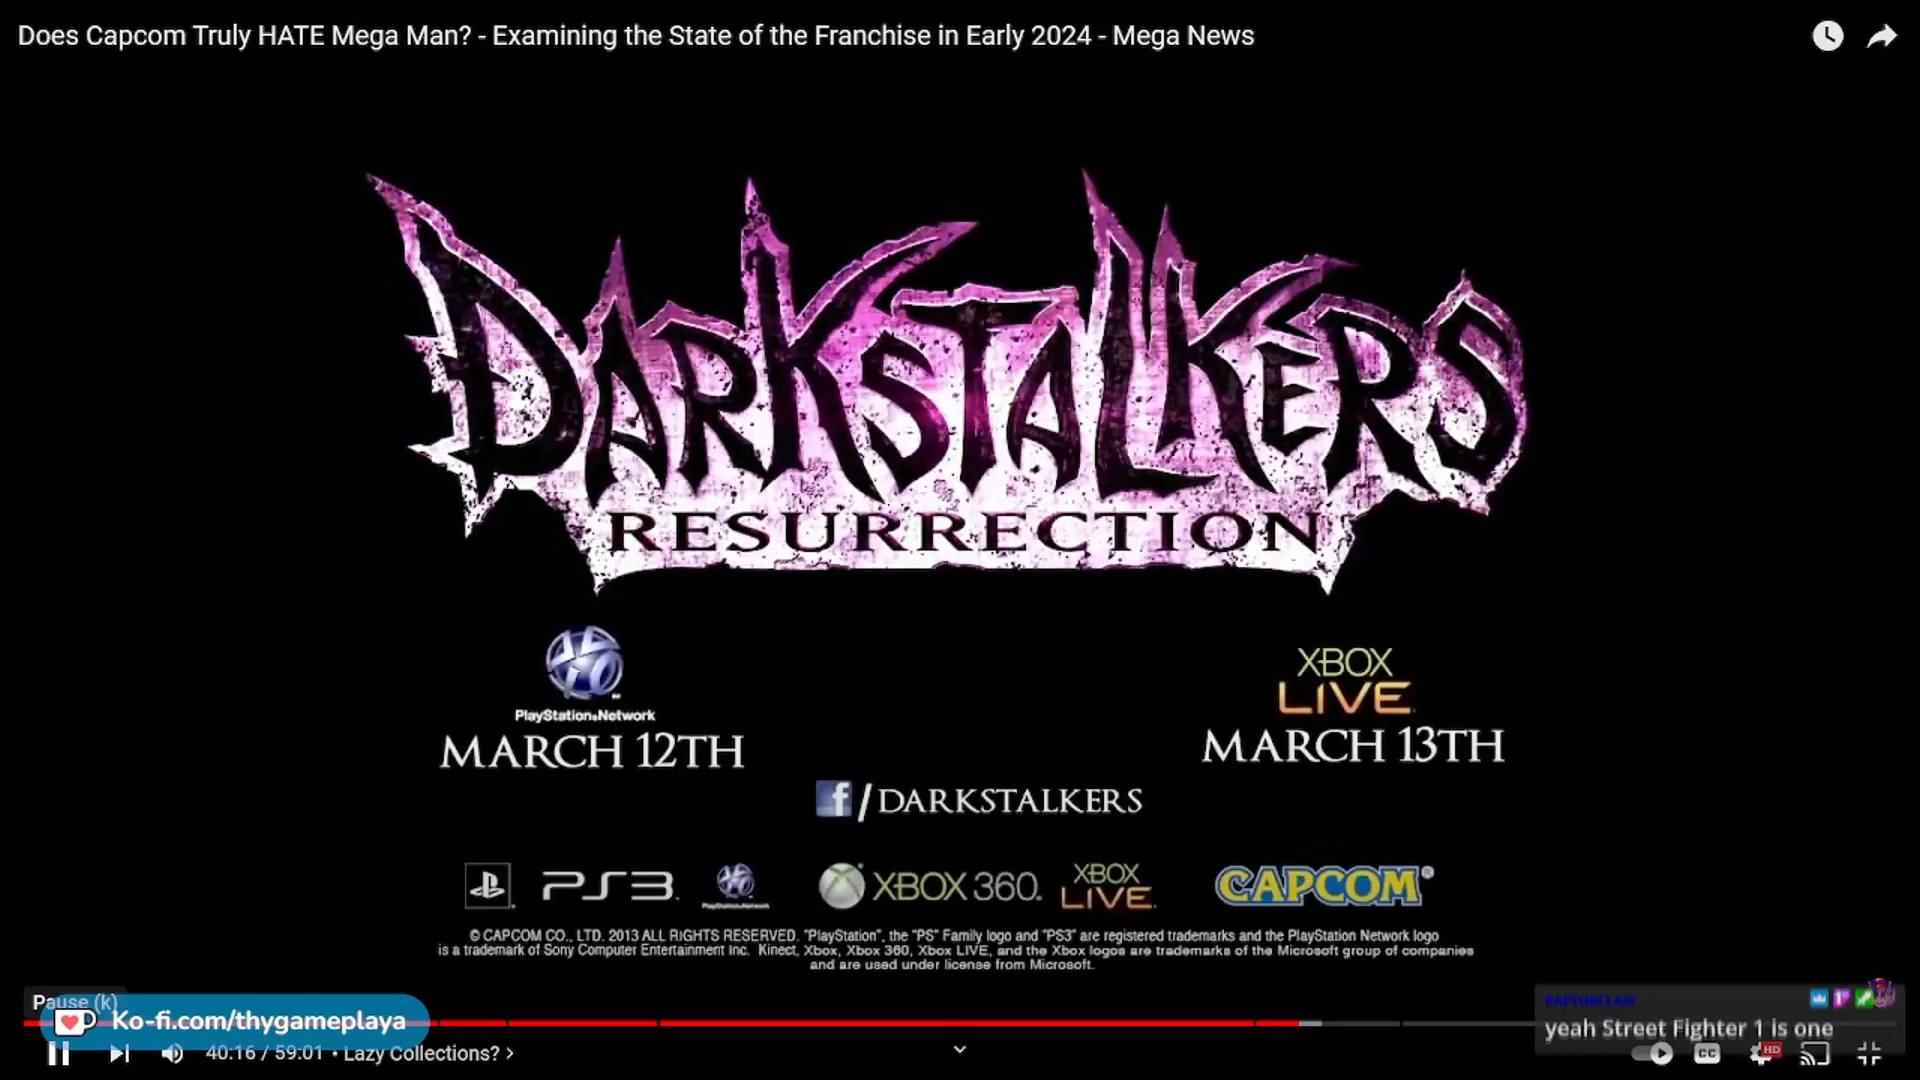 Does Capcom Truly HATE Mega Man? - Examining the State of the Franchise in Early 2024 - Mega News
DARKSTALKERS
RESURRECTION
PlayStation Network
MARCH 12TH
XBOX
LIVE
MARCH 13TH
f/DARKSTALKERS
PS3
PlayStation Network
XBOX 360
XBOX
LIVE
CAPCOM®
© CAPCOM CO., LTD. 2013 ALL RIGHTS RESERVED. "PlayStation", the "PS" Family logo and "PS3" are registered trademarks and the PlayStation Network logo
is a trademark of Sony Computer Entertainment Inc. Kinect, Xbox, Xbox 360, Xbox LIVE, and the Xbox logos are trademarks of the Microsoft group of companies
and are used under license from Microsoft.
Pause (k)
Ko-fi.com/thygameplaya
RAPTORCLAW
yeah Street Fighter 1 is one
40:16 / 59:01 • Lazy Collections? >
CC
HD